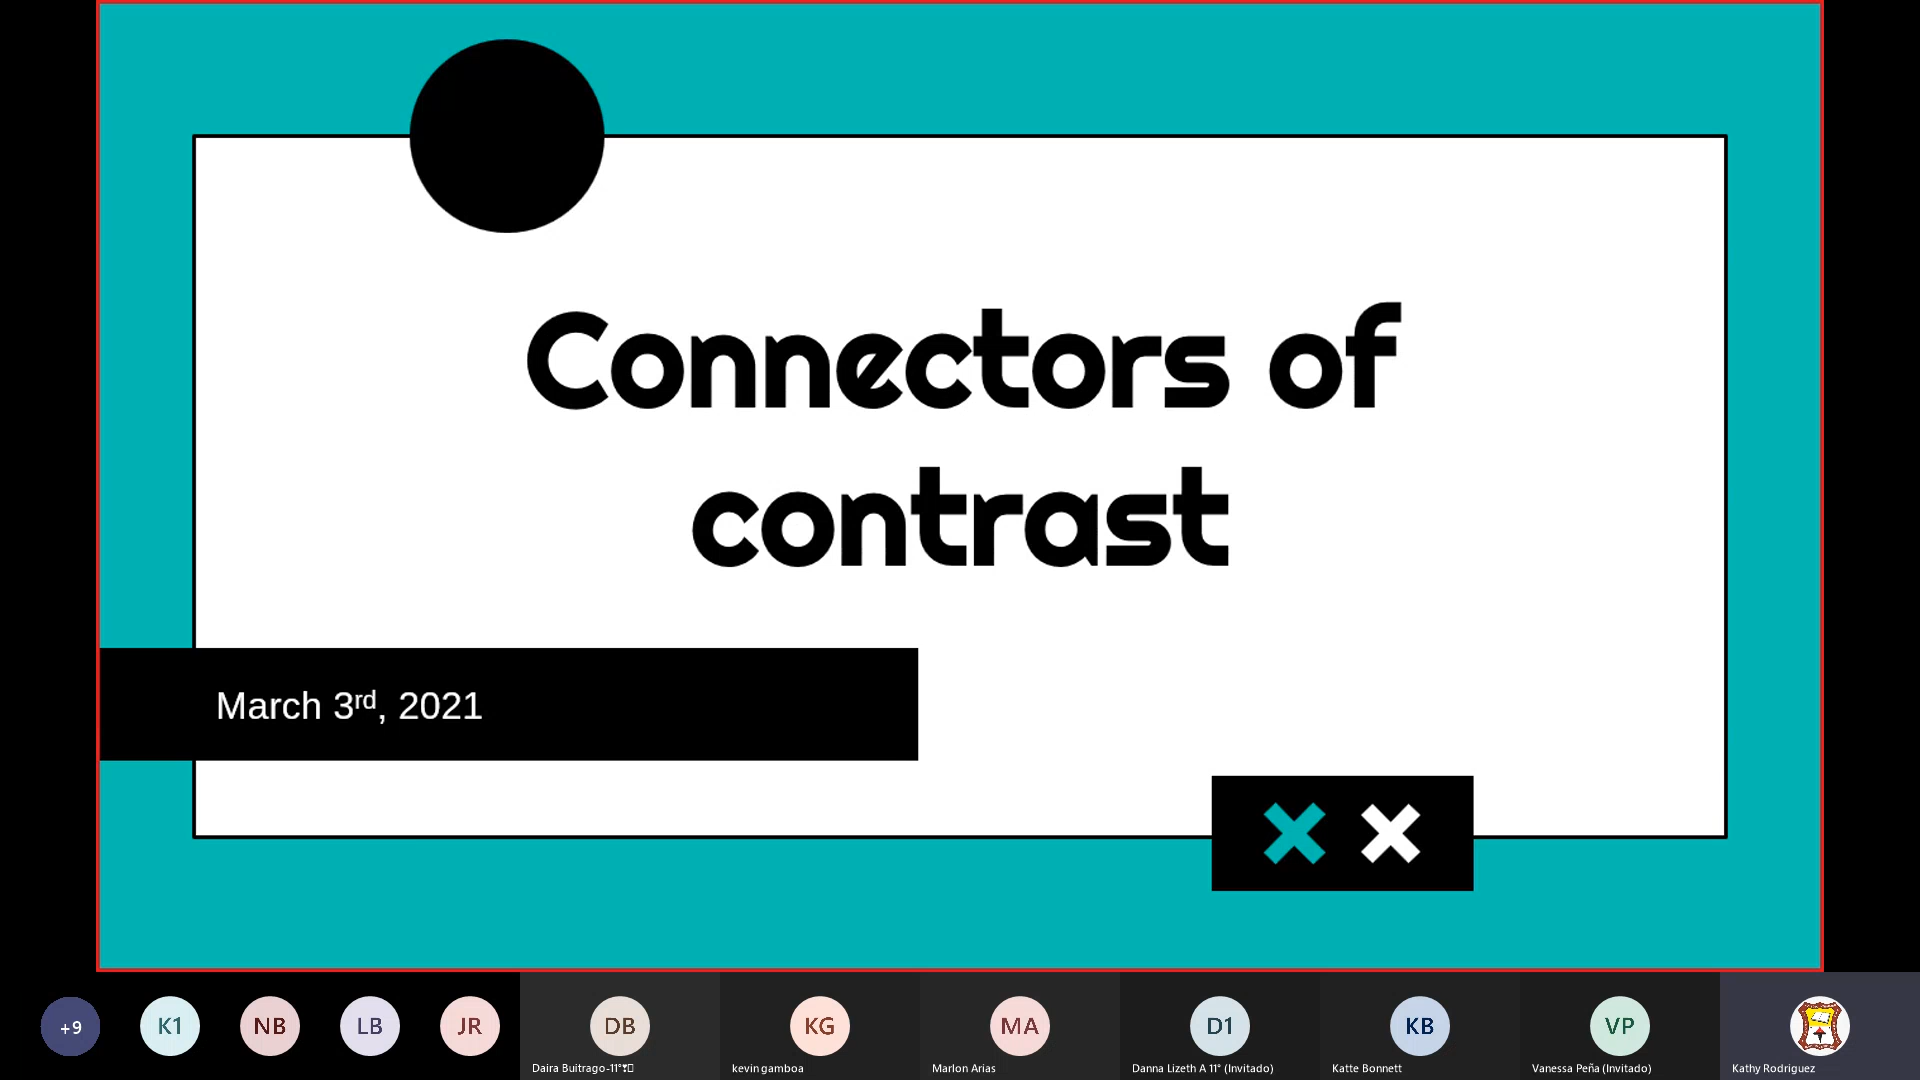 Connectors of
contrast
March 3rd, 2021
+9
K1
NB
LB
JR
DB
KG
MA
D1
KB
VP
Daira Buitrago-11°
kevin gamboa
Marlon Arias
Danna Lizeth A 11° (Invitado)
Katte Bonnett
Vanessa Peña (Invitado)
Kathy Rodriguez